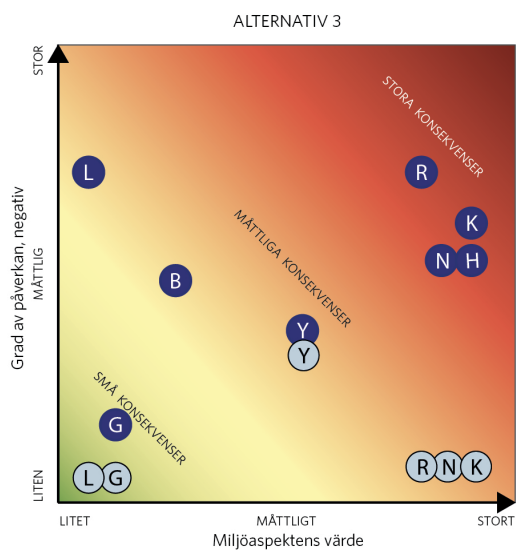 ALTERNATIV 3
STOR
STORA KONSEKVENSER
L
R
K
MÅTTLIGA KONSEKVENSER
N H
Grad av påverkan, negativ
MÅTTLIG
B
Y
Y
SMÅ KONSEKVENSER
G
R N K
L G
LITEN
LITET MÅTTLIGT STORT
Miljöaspektens värde